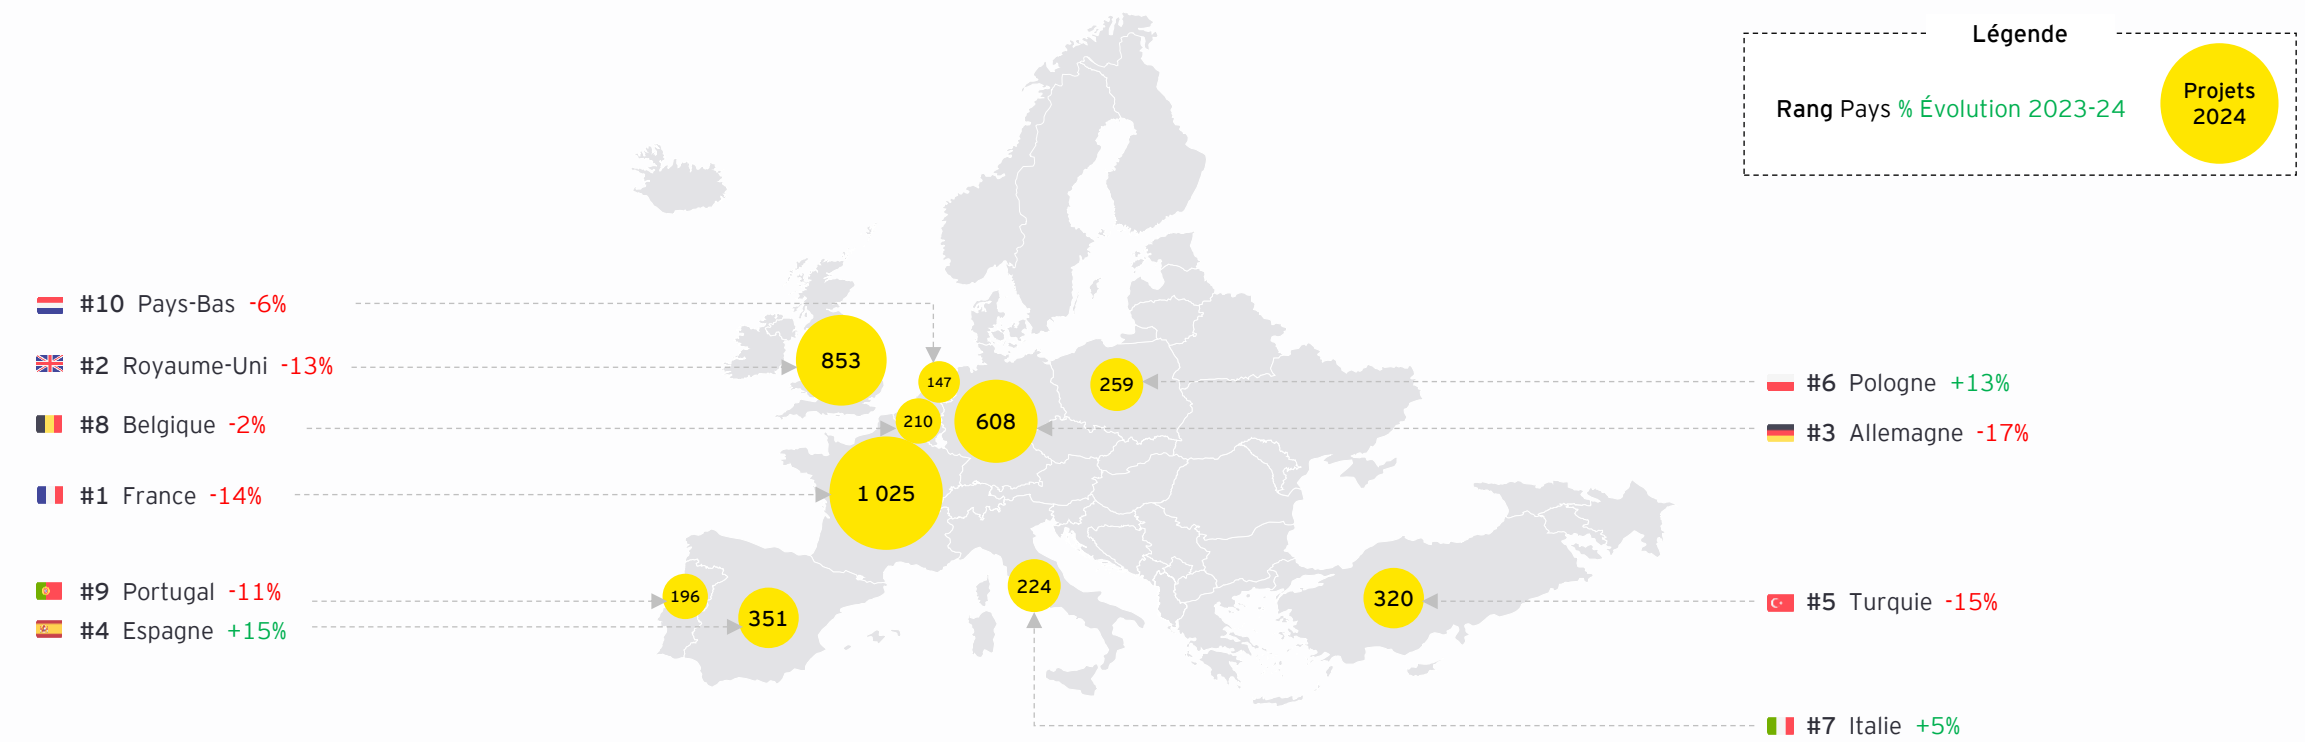 Légende
Rang Pays % Évolution 2023-24
Projets
2024
#10 Pays-Bas -6%
#2 Royaume-Uni -13%
#8 Belgique -2%
#1 France -14%
#9 Portugal -11%
#4 Espagne +15%
853
147
210
608
259
1 025
196
351
224
320
#6 Pologne +13%
#3 Allemagne -17%
#5 Turquie -15%
#7 Italie +5%